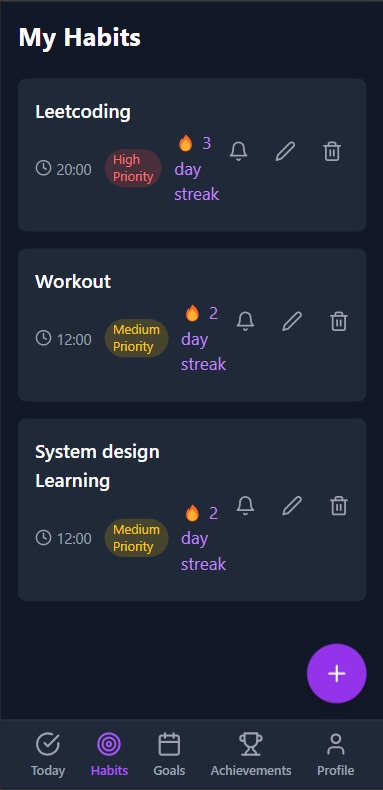 My Habits
Leetcoding
20:00
High
Priority
🔥 3
day
streak
Workout
12:00
Medium
Priority
🔥 2
day
streak
System design
Learning
12:00
Medium
Priority
🔥 2
day
streak
+
Today Habits Goals Achievements Profile